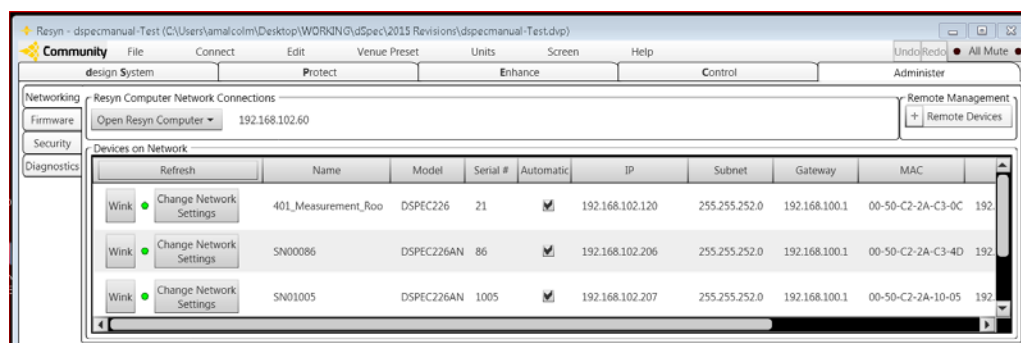 Resyn - dspecmanual-Test (C:\Users\amalcolm\Desktop\WORKING\dSpec\2015 Revisions\dspecmanual-Test.dvp)
Community File Connect Edit Venue Preset Units Screen Help Undo Redo All Mute
design System Protect Enhance Control Administer
Networking
Firmware
Security
Diagnostics
Resyn Computer Network Connections
Open Resyn Computer 192.168.102.60
Remote Management
+ Remote Devices
Devices on Network
Refresh Name Model Serial # Automatic IP Subnet Gateway MAC
Wink Change Network Settings 401_Measurement_Roo DSPEC226 21 192.168.102.120 255.255.252.0 192.168.100.1 00-50-C2-2A-C3-0C 192.
Wink Change Network Settings SN00086 DSPEC226AN 86 192.168.102.206 255.255.252.0 192.168.100.1 00-50-C2-2A-C3-4D 192.
Wink Change Network Settings SN01005 DSPEC226AN 1005 192.168.102.207 255.255.252.0 192.168.100.1 00-50-C2-2A-10-05 192.